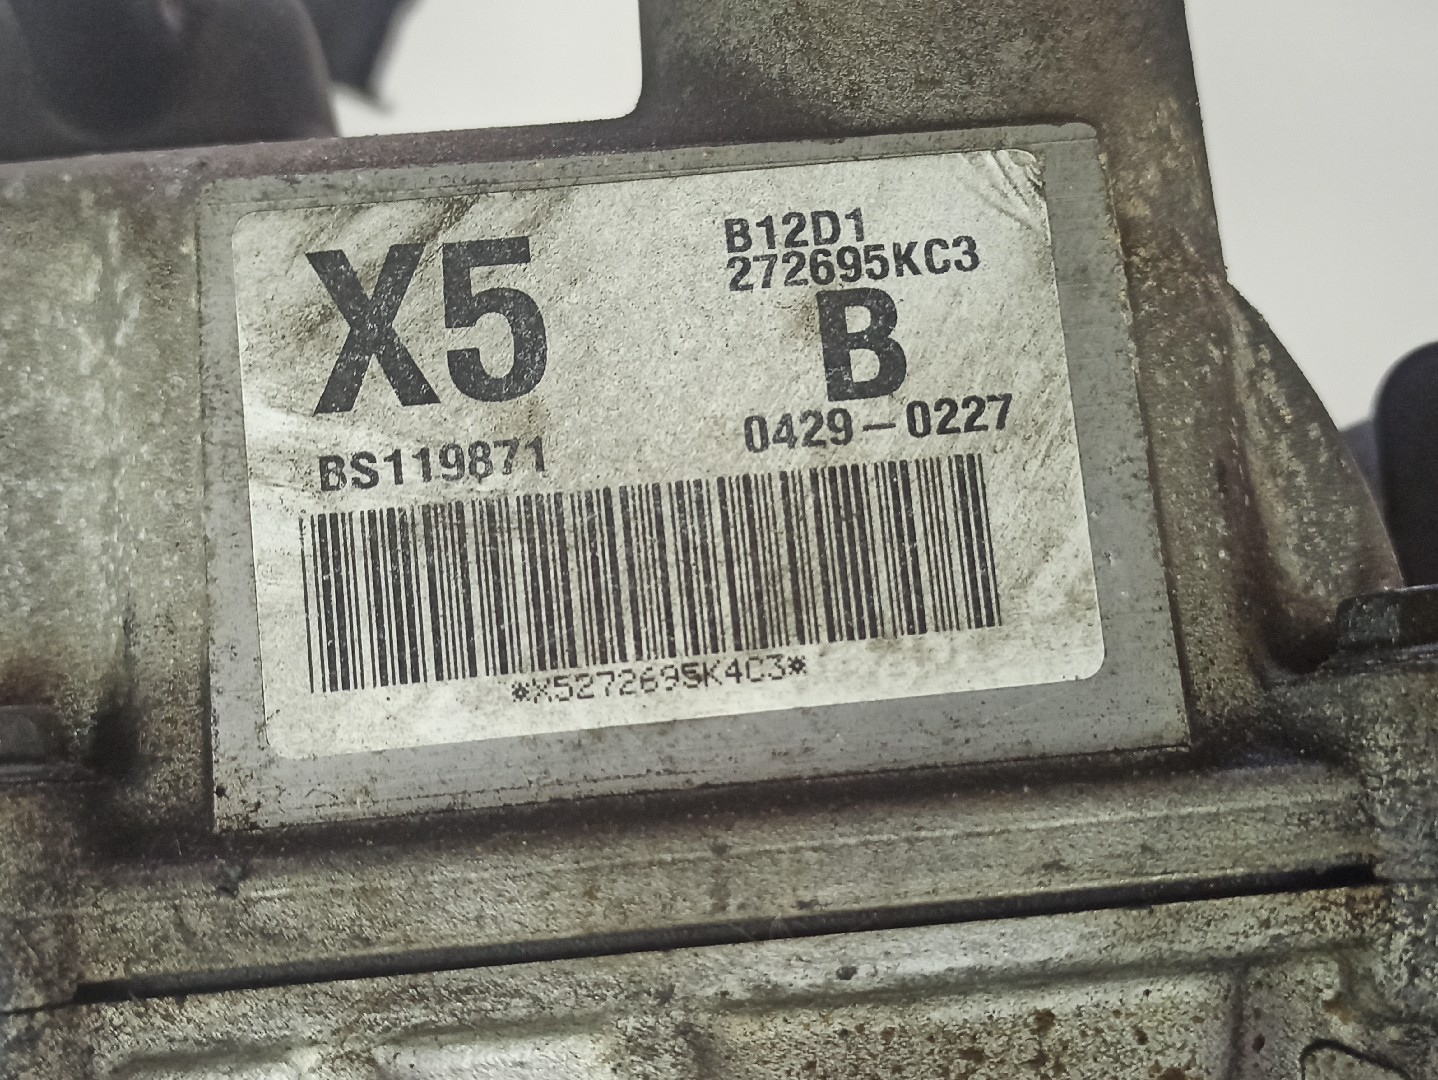 X5
B12D1
272695KC3
B
0429-0227
BS119871
*X5272695K4C3*